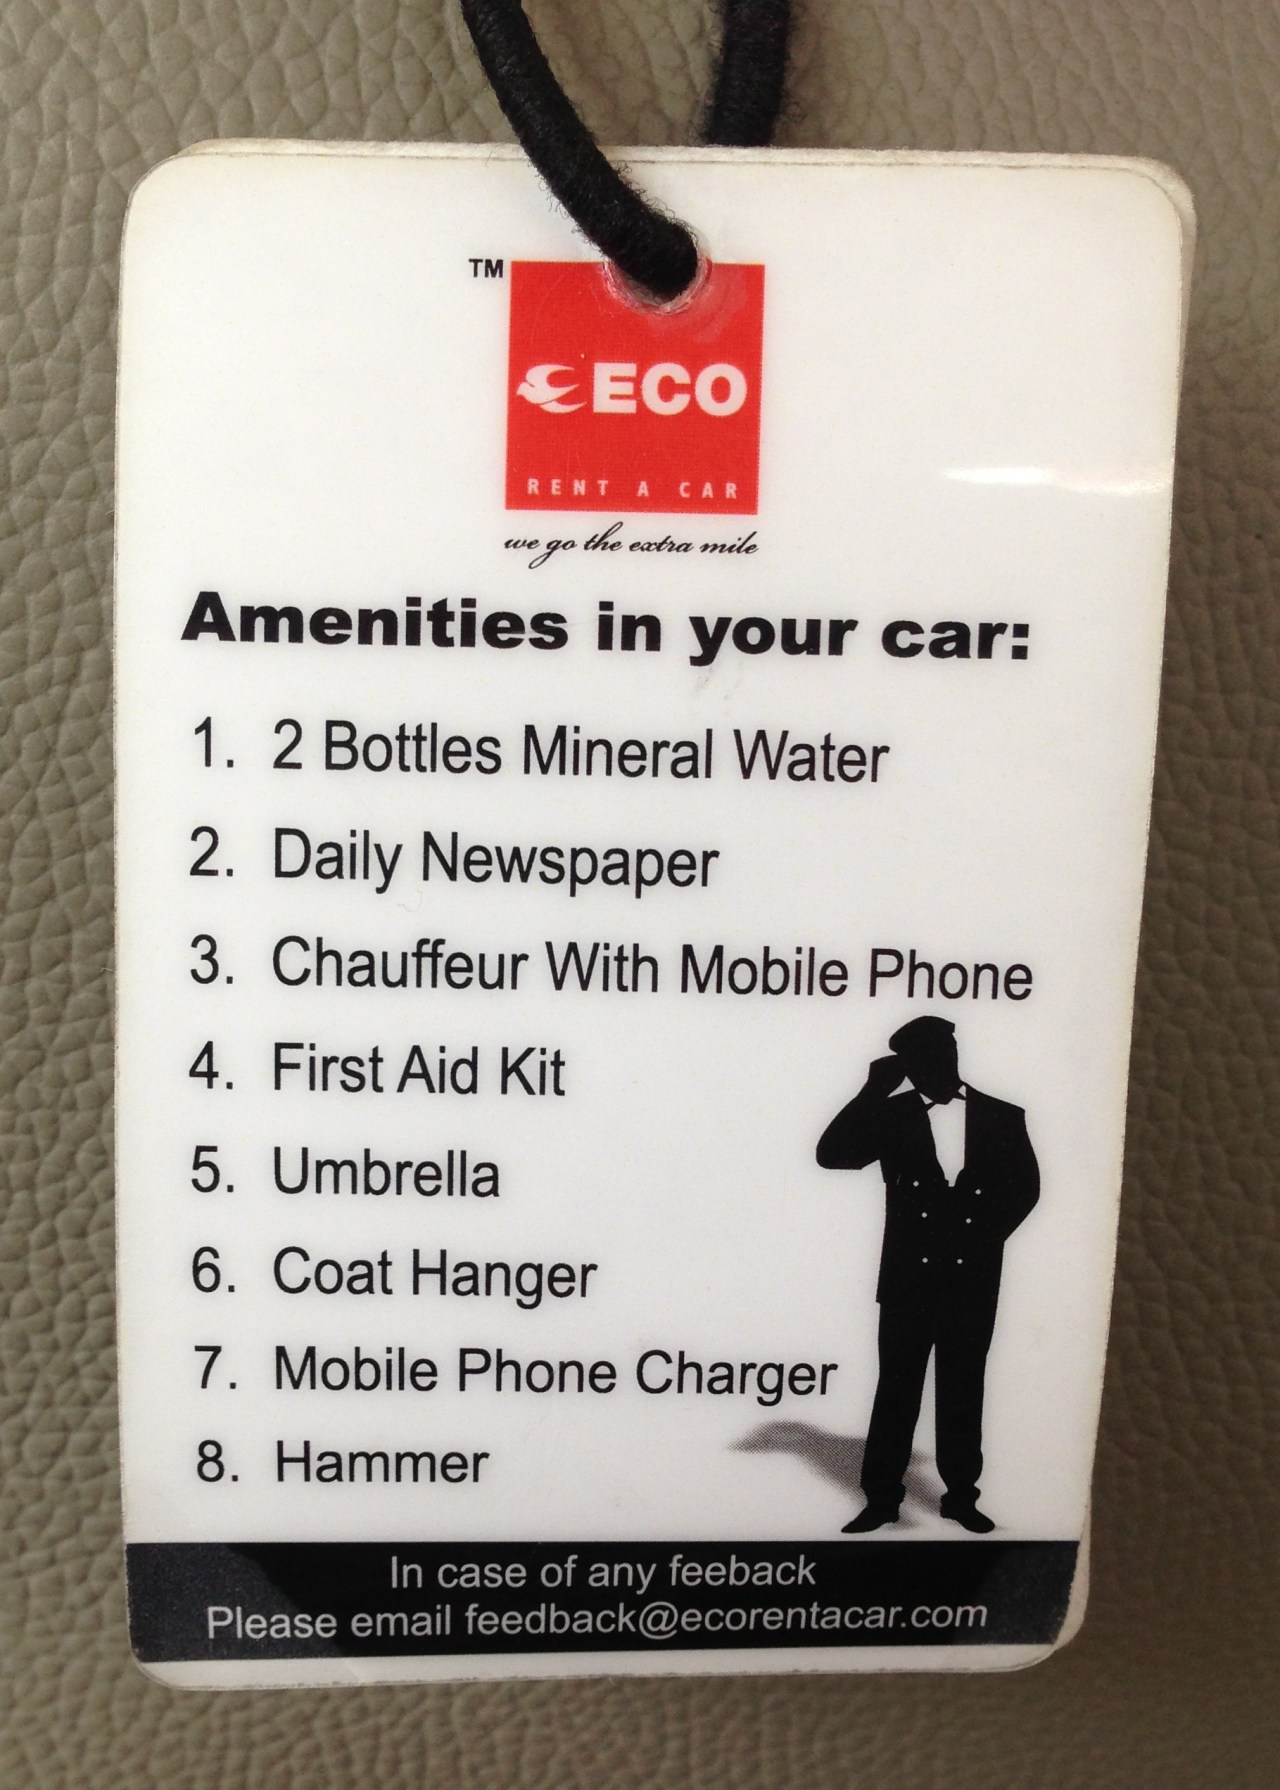 TM
ECO
RENT A CAR
we go the extra mile
Amenities in your car:
1. 2 Bottles Mineral Water
2. Daily Newspaper
3. Chauffeur With Mobile Phone
4. First Aid Kit
5. Umbrella
6. Coat Hanger
7. Mobile Phone Charger
8. Hammer
In case of any feeback
Please email feedback@ecorentacar.com